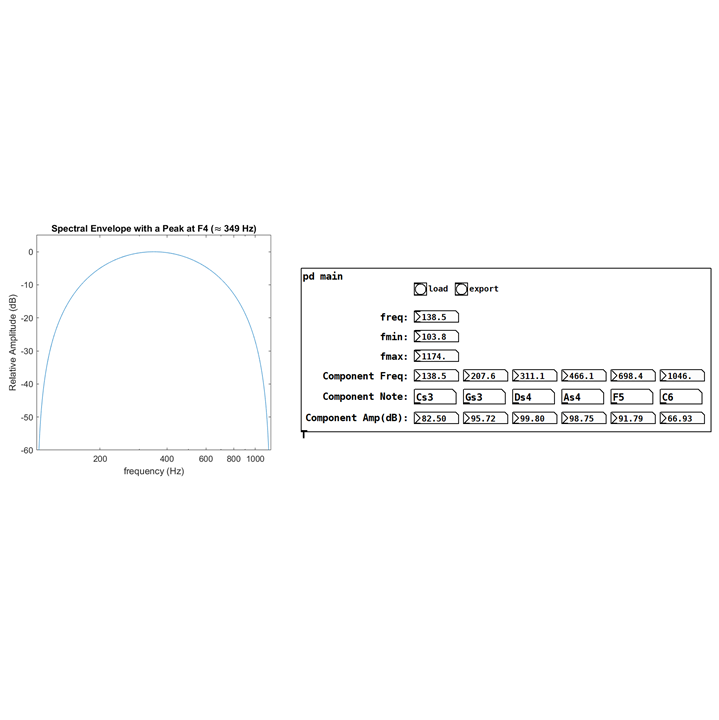 Spectral Envelope with a Peak at F4 (≈ 349 Hz)
0
-10
-20
-30
-40
-50
-60
Relative Amplitude (dB)
200 400 600 800 1000
frequency (Hz)
pd main
load export
freq: 138.5
fmin: 103.8
fmax: 1174.
Component Freq: 138.5 207.6 311.1 466.1 698.4 1046.
Component Note: Cs3 Gs3 Ds4 As4 F5 C6
Component Amp(dB): 82.50 95.72 99.80 98.75 91.79 66.93
T